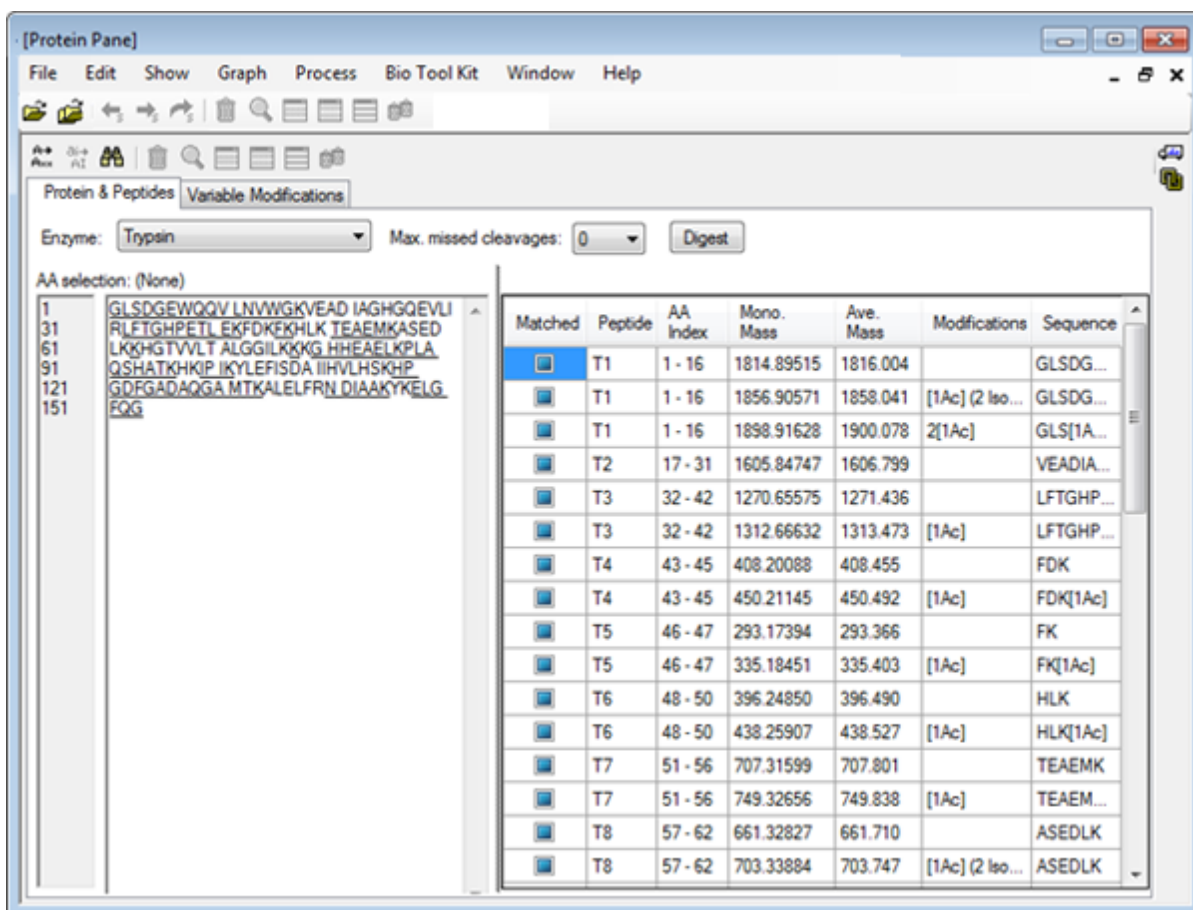 [Protein Pane]
File Edit Show Graph Process Bio Tool Kit Window Help
Protein & Peptides Variable Modifications
Enzyme: Trypsin Max. missed cleavages: 0 Digest
AA selection: (None)
1 GLSDGEWQQV LNVWGKVEAD IAGHGQEVLI
31 RLFTGHPETL EKFDKFKHLK TEAEMKASED
61 LKKHGTVVLT ALGGILKKKG HHEAELKPLA
91 QSHATKHKIP IKYLEFISDA IIHVLHSKHP
121 GDFGADAQGA MTKALELFRN DIAAKYKELG
151 FQG
Matched Peptide AA Index Mono. Mass Ave. Mass Modifications Sequence
T1 1 - 16 1814.89515 1816.004 GLSDG...
T1 1 - 16 1856.90571 1858.041 [1Ac] (2 Iso... GLSDG...
T1 1 - 16 1898.91628 1900.078 2[1Ac] GLS[1A...
T2 17 - 31 1605.84747 1606.799 VEADIA...
T3 32 - 42 1270.65575 1271.436 LFTGHP...
T3 32 - 42 1312.66632 1313.473 [1Ac] LFTGHP...
T4 43 - 45 408.20088 408.455 FDK
T4 43 - 45 450.21145 450.492 [1Ac] FDK[1Ac]
T5 46 - 47 293.17394 293.366 FK
T5 46 - 47 335.18451 335.403 [1Ac] FK[1Ac]
T6 48 - 50 396.24850 396.490 HLK
T6 48 - 50 438.25907 438.527 [1Ac] HLK[1Ac]
T7 51 - 56 707.31599 707.801 TEAEMK
T7 51 - 56 749.32656 749.838 [1Ac] TEAEM...
T8 57 - 62 661.32827 661.710 ASEDLK
T8 57 - 62 703.33884 703.747 [1Ac] (2 Iso... ASEDLK